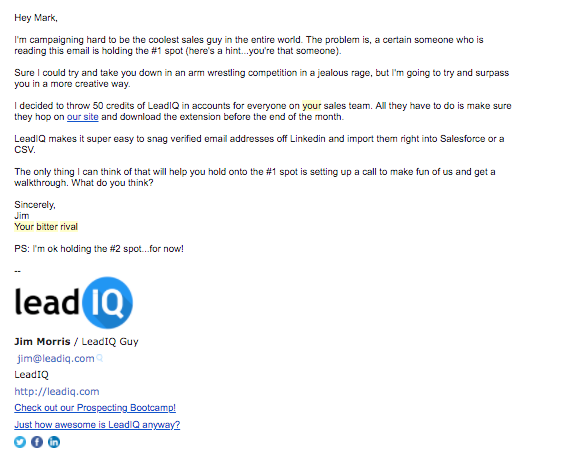 Hey Mark,
I'm campaigning hard to be the coolest sales guy in the entire world. The problem is, a certain someone who is
reading this email is holding the #1 spot (here's a hint...you're that someone).
Sure I could try and take you down in an arm wrestling competition in a jealous rage, but I'm going to try and surpass
you in a more creative way.
I decided to throw 50 credits of LeadIQ in accounts for everyone on your sales team. All they have to do is make sure
they hop on our site and download the extension before the end of the month.
LeadIQ makes it super easy to snag verified email addresses off Linkedin and import them right into Salesforce or a
CSV.
The only thing I can think of that will help you hold onto the #1 spot is setting up a call to make fun of us and get a
walkthrough. What do you think?
Sincerely,
Jim
Your bitter rival
PS: I'm ok holding the #2 spot...for now!
--
lead IQ
Jim Morris / LeadIQ Guy
jim@leadiq.com
LeadIQ
http://leadiq.com
Check out our Prospecting Bootcamp!
Just how awesome is LeadIQ anyway?